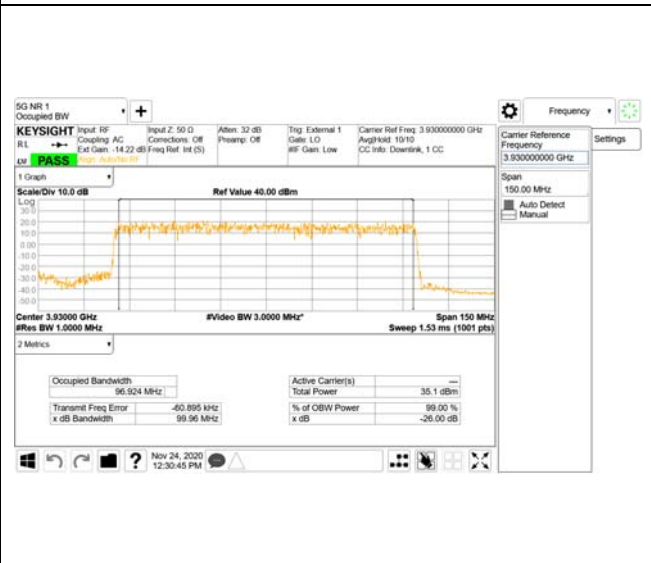 5G NR 1
Occupied BW
+
Frequency
KEYSIGHT
Input: RF
Input Z: 50 Ω
Atten: 32 dB
Trig: External 1
Carrier Ref Freq: 3.930000000 GHz
Coupling: AC
Corrections: Off
Preamp: Off
Gate: LO
Avg|Hold: 10/10
Ext Gain: -14.22 dB
Freq Ref: Int (S)
#IF Gain: Low
CC Info: Downlink, 1 CC
Align: Auto/No RF
R L
PASS
Carrier Reference
Frequency
3.930000000 GHz
Settings
Span
150.00 MHz
Auto Detect
Manual
1 Graph
Scale/Div 10.0 dB
Ref Value 40.00 dBm
Log
30.0
20.0
10.0
0.00
-10.0
-20.0
-30.0
-40.0
-50.0
Center 3.93000 GHz
#Video BW 3.0000 MHz*
Span 150 MHz
#Res BW 1.0000 MHz
Sweep 1.53 ms (1001 pts)
2 Metrics
Occupied Bandwidth
96.924 MHz
Active Carrier(s)
---
Total Power
35.1 dBm
Transmit Freq Error
-60.895 kHz
% of OBW Power
99.00 %
x dB Bandwidth
99.96 MHz
x dB
-26.00 dB
?
Nov 24, 2020
12:30:45 PM